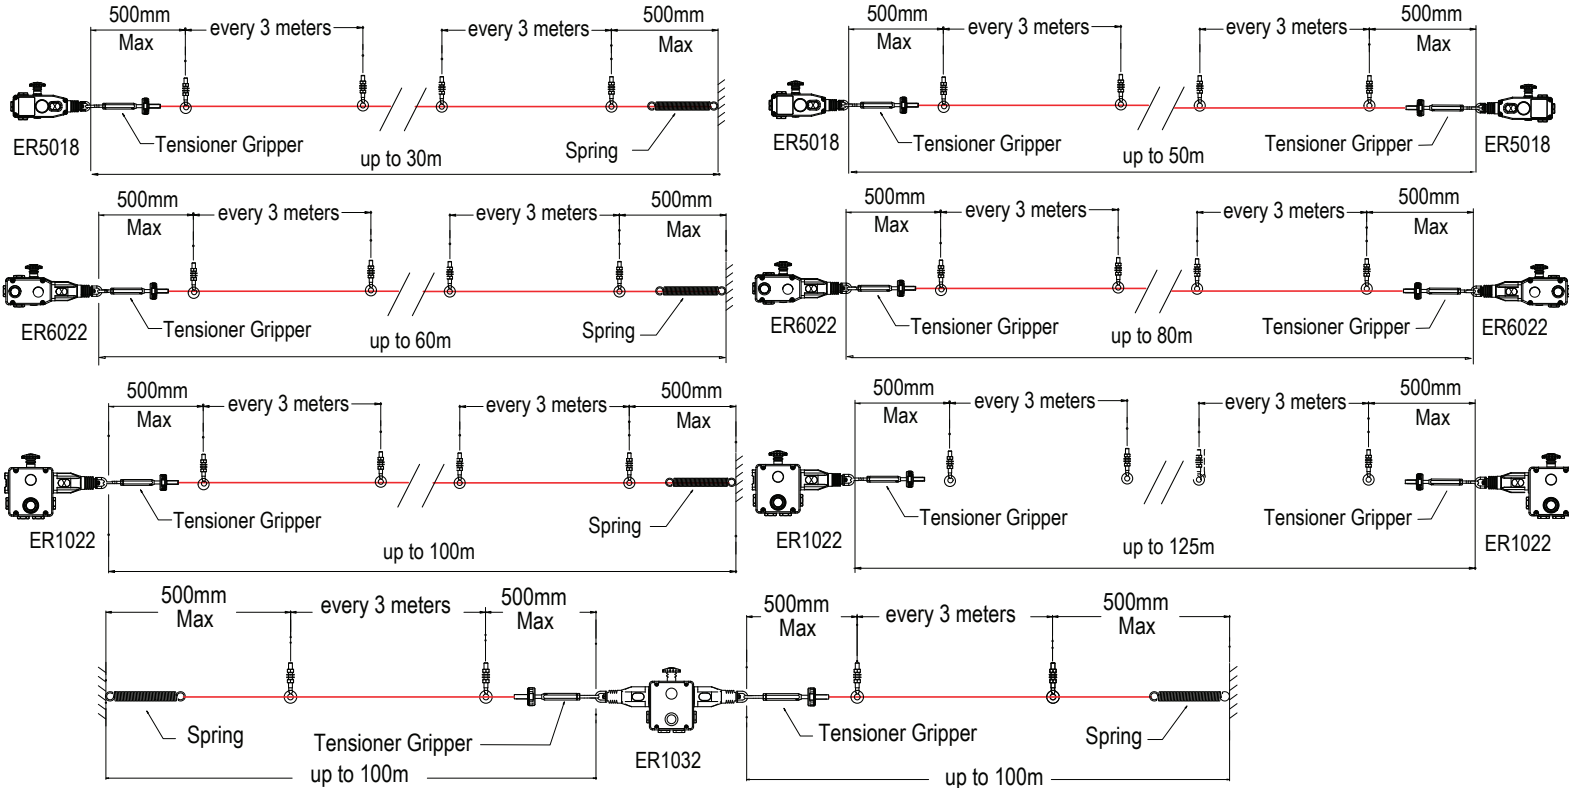 500mm
Max
every 3 meters
every 3 meters
500mm
Max
ER5018
Tensioner Gripper
Spring
up to 30m
500mm
Max
every 3 meters
every 3 meters
500mm
Max
ER5018
Tensioner Gripper
Tensioner Gripper
ER5018
up to 50m
500mm
Max
every 3 meters
every 3 meters
500mm
Max
ER6022
Tensioner Gripper
Spring
up to 60m
500mm
Max
every 3 meters
every 3 meters
500mm
Max
ER6022
Tensioner Gripper
Tensioner Gripper
ER6022
up to 80m
500mm
Max
every 3 meters
every 3 meters
500mm
Max
ER1022
Tensioner Gripper
Spring
up to 100m
500mm
Max
every 3 meters
every 3 meters
500mm
Max
ER1022
Tensioner Gripper
Tensioner Gripper
ER1022
up to 125m
500mm
Max
every 3 meters
500mm
Max
500mm
Max
every 3 meters
500mm
Max
Spring
Tensioner Gripper
ER1032
Tensioner Gripper
Spring
up to 100m
up to 100m